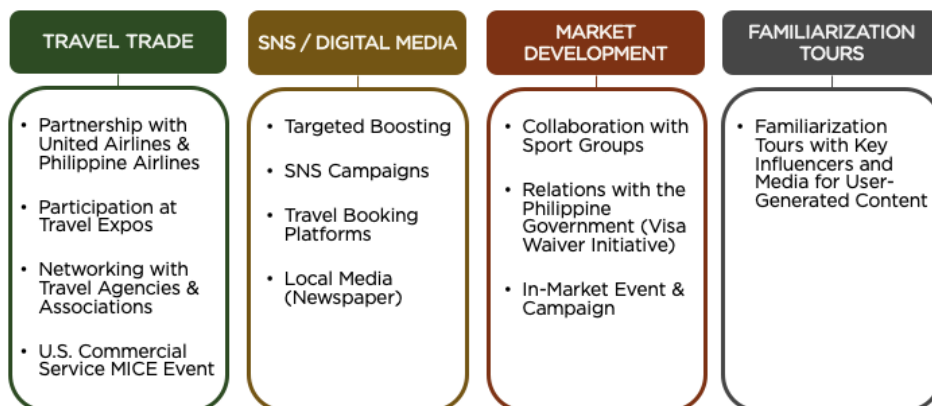 TRAVEL TRADE
• Partnership with
United Airlines &
Philippine Airlines
• Participation at
Travel Expos
• Networking with
Travel Agencies &
Associations
• U.S. Commercial
Service MICE Event
SNS / DIGITAL MEDIA
• Targeted Boosting
• SNS Campaigns
• Travel Booking
Platforms
• Local Media
(Newspaper)
MARKET
DEVELOPMENT
• Collaboration with
Sport Groups
• Relations with the
Philippine
Government (Visa
Waiver Initiative)
• In-Market Event &
Campaign
FAMILIARIZATION
TOURS
• Familiarization
Tours with Key
Influencers and
Media for User-
Generated Content